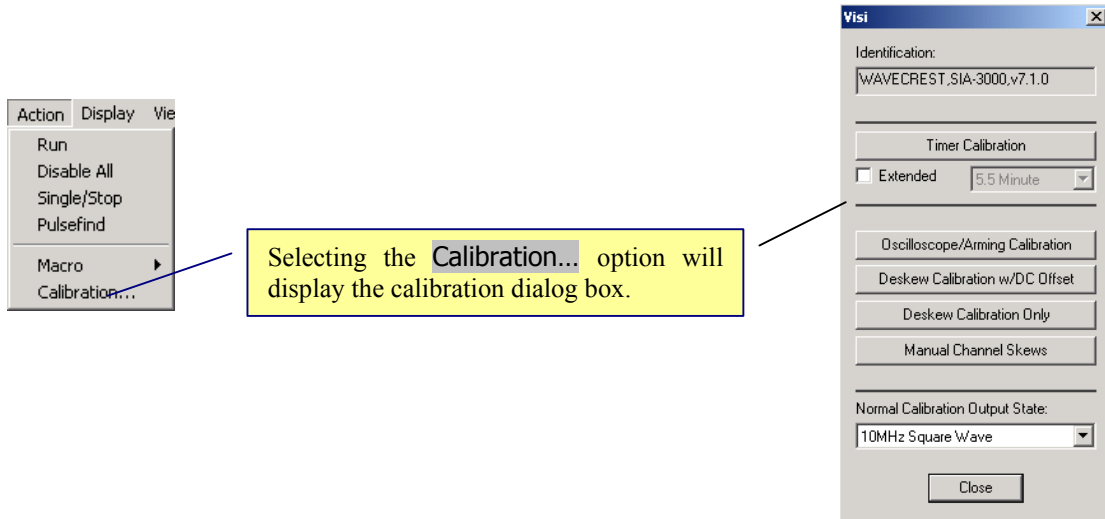 Action Display Vie
Run
Disable All
Single/Stop
Pulsefind
Macro
Calibration...
Selecting the Calibration... option will
display the calibration dialog box.
Visi
Identification:
WAVECREST,SIA-3000,v7.1.0
Timer Calibration
Extended 5.5 Minute
Oscilloscope/Arming Calibration
Deskew Calibration w/DC Offset
Deskew Calibration Only
Manual Channel Skews
Normal Calibration Output State:
10MHz Square Wave
Close